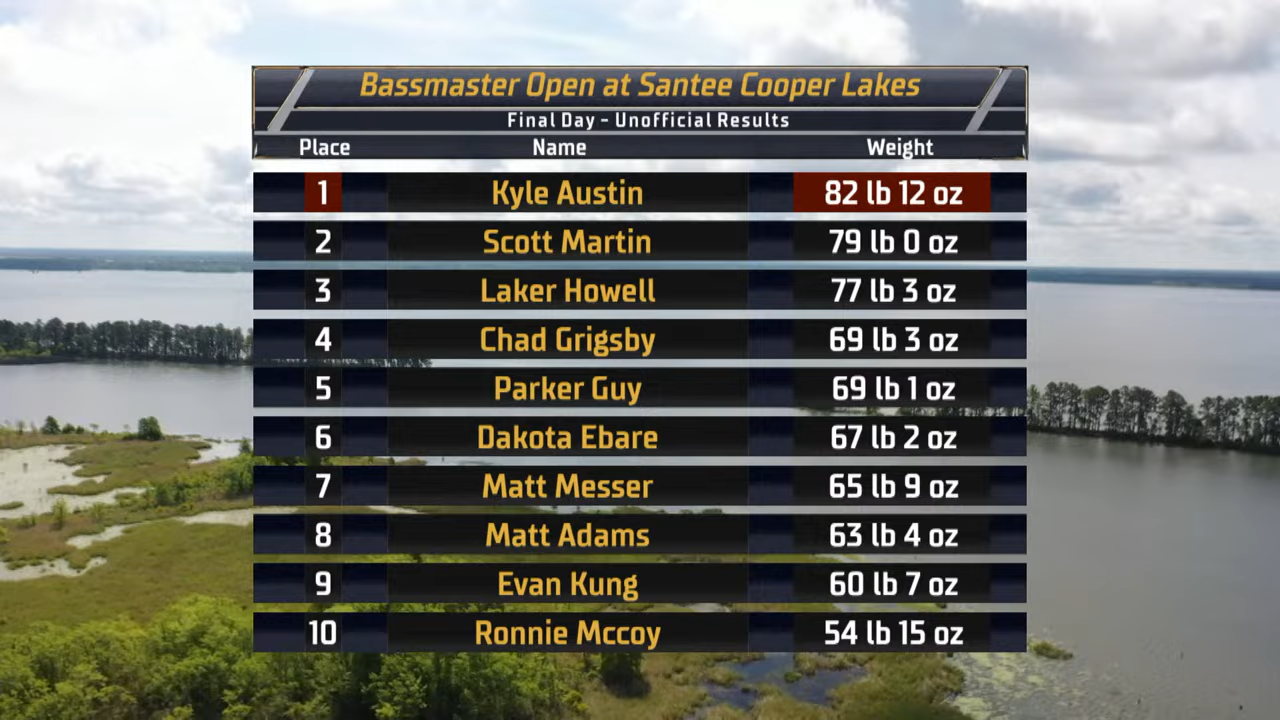 Bassmaster Open at Santee Cooper Lakes
Final Day - Unofficial Results
Place Name Weight
1 Kyle Austin 82 lb 12 oz
2 Scott Martin 79 lb 0 oz
3 Laker Howell 77 lb 3 oz
4 Chad Grigsby 69 lb 3 oz
5 Parker Guy 69 lb 1 oz
6 Dakota Ebare 67 lb 2 oz
7 Matt Messer 65 lb 9 oz
8 Matt Adams 63 lb 4 oz
9 Evan Kung 60 lb 7 oz
10 Ronnie Mccoy 54 lb 15 oz